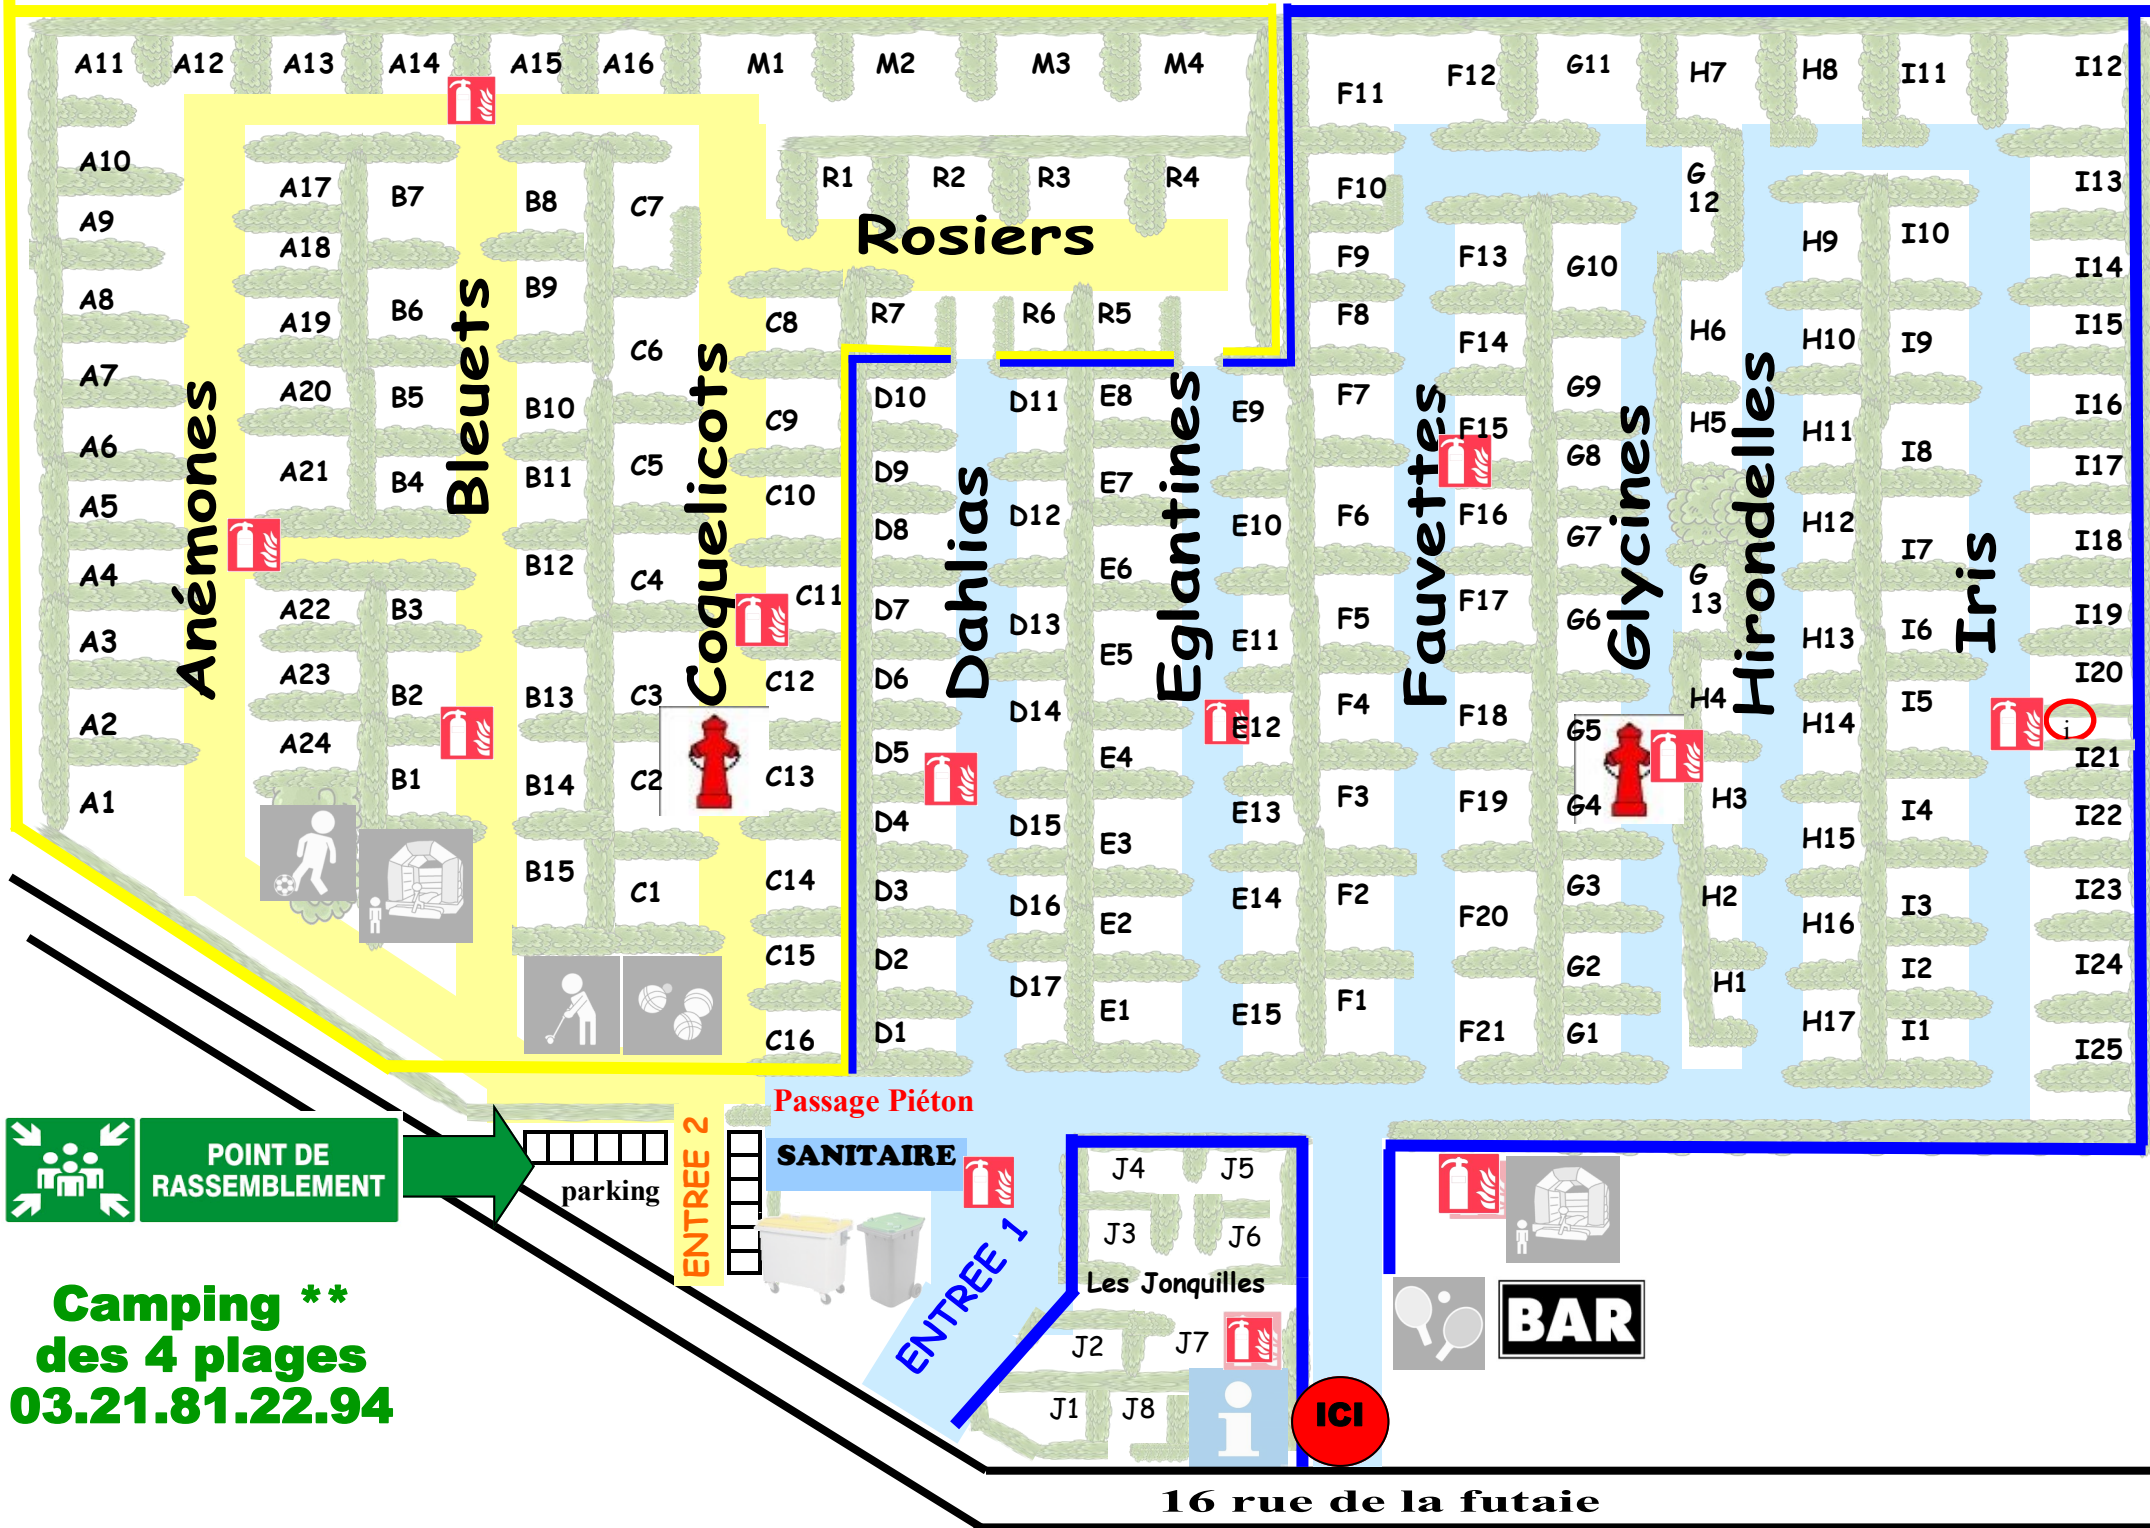 A11 A12 A13 A14 A15 A16 M1 M2 M3 M4 F11 F12 G11 H7 H8 I11 I12
A10 A17 B7 B8 C7 R1 R2 R3 R4 F10 G 12 I13
A9 A18 Rosiers F9 F13 G10 H9 I10 I14
A8 A19 B6 B9 C6 C8 R7 R6 R5 F8 F14 H6 H10 I9 I15
A7 A20 B5 B10 C9 D10 D11 E8 E9 F7 F15 G9 H5 H11 I16
A6 A21 B4 B11 C5 C10 D9 E7 G8 I8 I17
A5 D8 D12 E10 F6 F16 G7 H12 I7 I18
Anémones
Bleuets
Coquelicots
Dahlias
Eglantines
Fauvettes
Glycines
Hirondelles
Iris
A4 B12 C4 C11 E6 F17 G 13
A3 A22 B3 D7 D13 E5 E11 F5 G6 H13 I6 I19
A23 B2 B13 C3 C12 D6 D14 F4 F18 H4 I5 I20
A2 A24 D5 E4 E12 G5 H14 i I21
A1 B1 B14 C2 C13 D4 D15 E3 E13 F3 F19 G4 H3 H15 I4 I22
B15 C1 C14 D3 D16 E2 E14 F2 F20 G3 H2 H16 I3 I23
C15 D2 D17 E1 G2 H1 I2 I24
C16 D1 E15 F1 F21 G1 H17 I1 I25
Passage Piéton
ENTREE 2
SANITAIRE
POINT DE
RASSEMBLEMENT
parking
ENTREE 1
J4 J5
J3 J6
Les Jonquilles
J2 J7
J1 J8
i
ICI
BAR
Camping **
des 4 plages
03.21.81.22.94
16 rue de la futaie